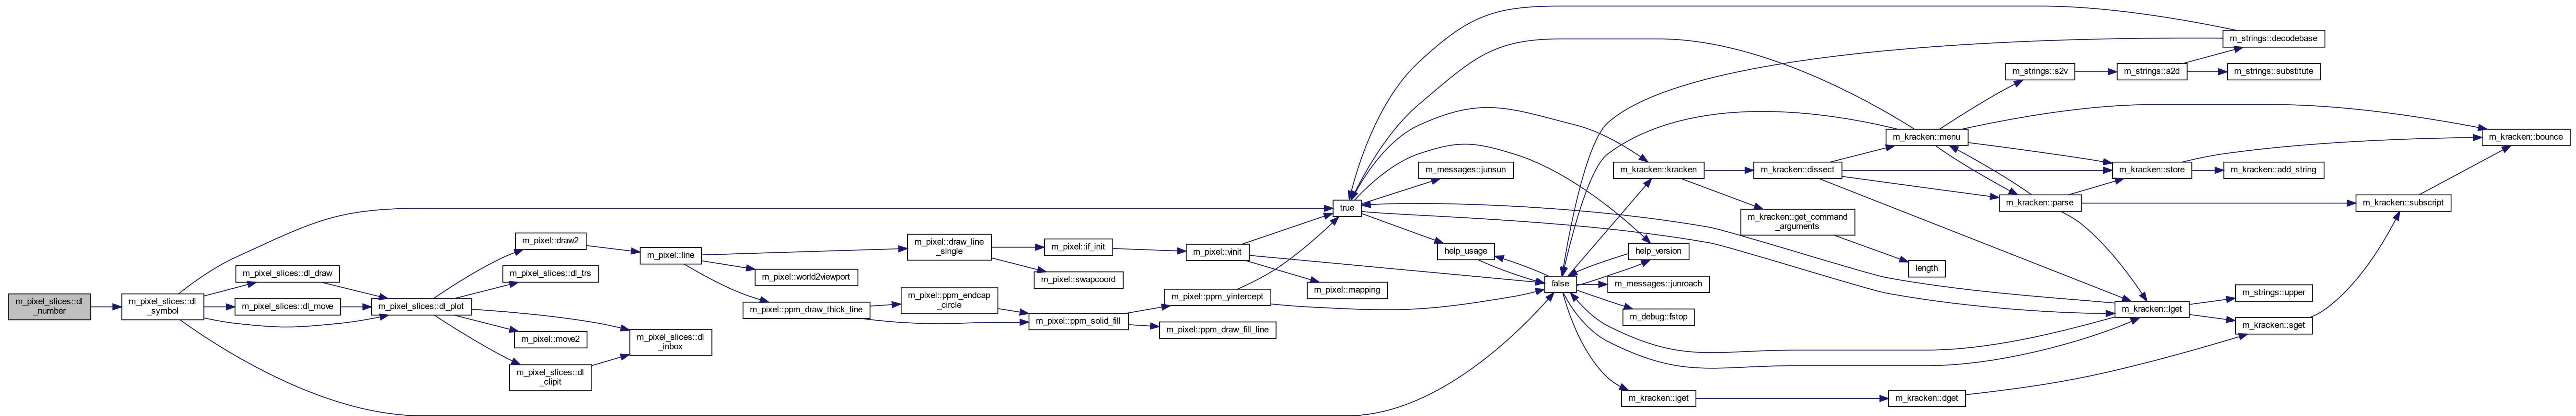 m_pixel_slices::dl
_number
m_pixel_slices::dl
_symbol
m_pixel_slices::dl_draw
m_pixel_slices::dl_move
m_pixel_slices::dl_plot
m_pixel::draw2
m_pixel_slices::dl_trs
m_pixel::move2
m_pixel_slices::dl
_clipit
m_pixel::line
m_pixel_slices::dl
_inbox
m_pixel::world2viewport
m_pixel::ppm_draw_thick_line
m_pixel::draw_line
_single
m_pixel::ppm_endcap
_circle
m_pixel::if_init
m_pixel::swapcoord
m_pixel::ppm_solid_fill
m_pixel::vinit
m_pixel::ppm_yintercept
m_pixel::ppm_draw_fill_line
m_pixel::mapping
true
m_messages::junsun
help_usage
false
m_kracken::kracken
help_version
m_messages::junroach
m_debug::fstop
m_kracken::iget
m_kracken::dissect
m_kracken::get_command
_arguments
length
m_kracken::menu
m_kracken::dget
m_strings::s2v
m_kracken::parse
m_strings::a2d
m_kracken::store
m_kracken::lget
m_strings::decodebase
m_strings::substitute
m_kracken::add_string
m_strings::upper
m_kracken::sget
m_kracken::subscript
m_kracken::bounce